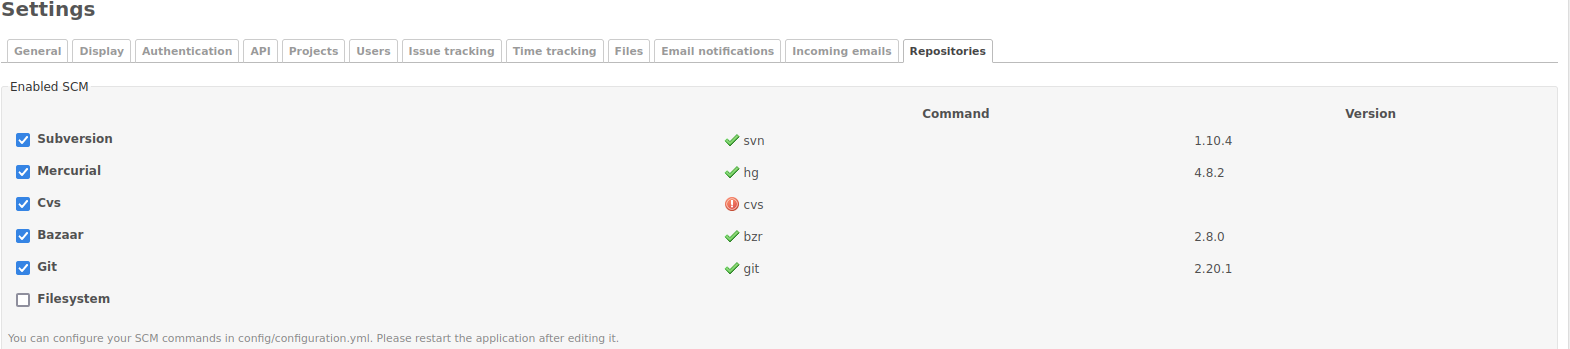 Settings
General Display Authentication API Projects Users Issue tracking Time tracking Files Email notifications Incoming emails Repositories
Enabled SCM
Command Version
Subversion svn 1.10.4
Mercurial hg 4.8.2
Cvs cvs
Bazaar bzr 2.8.0
Git git 2.20.1
Filesystem
You can configure your SCM commands in config/configuration.yml. Please restart the application after editing it.